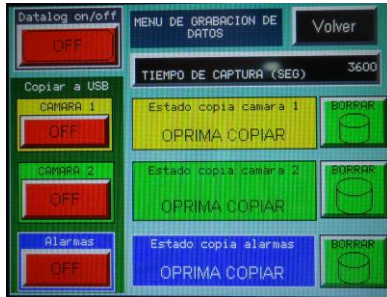 Datalog on/off
OFF
MENU DE GRABACION DE
DATOS
Volver
TIEMPO DE CAPTURA (SEG)
3600
Copiar a USB
CAMARA 1
OFF
Estado copia camara 1
OPRIMA COPIAR
BORRAR
CAMARA 2
OFF
Estado copia camara 2
OPRIMA COPIAR
BORRAR
Alarmas
OFF
Estado copia alarmas
OPRIMA COPIAR
BORRAR